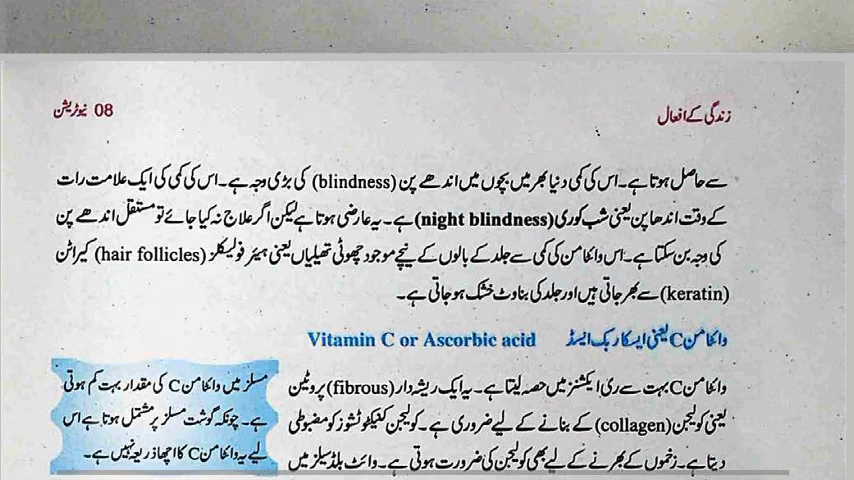 زندگی کے افعال
08 نیوٹریشن
سے حاصل ہوتا ہے۔ اس کی کمی دنیا بھر میں بچوں میں اندھے پن (blindness) کی بڑی وجہ ہے۔ اس کی کمی کی ایک علامت رات
کے وقت اندھا پن یعنی شب کوری (night blindness) ہے۔ یہ عارضی ہوتا ہے لیکن اگر علاج نہ کیا جائے تو مستقل اندھے پن
کی وجہ بن سکتا ہے۔ اس وائٹامن کی کمی سے جلد کے بالوں کے نیچے موجود چھوٹی تھیلیاں یعنی ہیئر فولیکلز (hair follicles) کیراٹن
(keratin) سے بھر جاتی ہیں اور جلد کی بناوٹ خشک ہو جاتی ہے۔
وائٹامن C یعنی ایسکاربک ایسڈ Vitamin C or Ascorbic acid
وائٹامن C بہت سے ری ایکشنز میں حصہ لیتا ہے۔ یہ ایک ریشہ دار (fibrous) پروٹین
یعنی کولیجن (collagen) کے بنانے کے لیے ضروری ہے۔ کولیجن کنیکٹو ٹشوز کو مضبوطی
دیتا ہے۔ زخموں کے بھرنے کے لیے بھی کولیجن کی ضرورت ہوتی ہے۔ وائٹ بلڈ سیلز میں
مسلز میں وائٹامن C کی مقدار بہت کم ہوتی
ہے۔ چونکہ گوشت مسلز پر مشتمل ہوتا ہے اس
لیے یہ وائٹامن C کا اچھا ذریعہ نہیں ہے۔